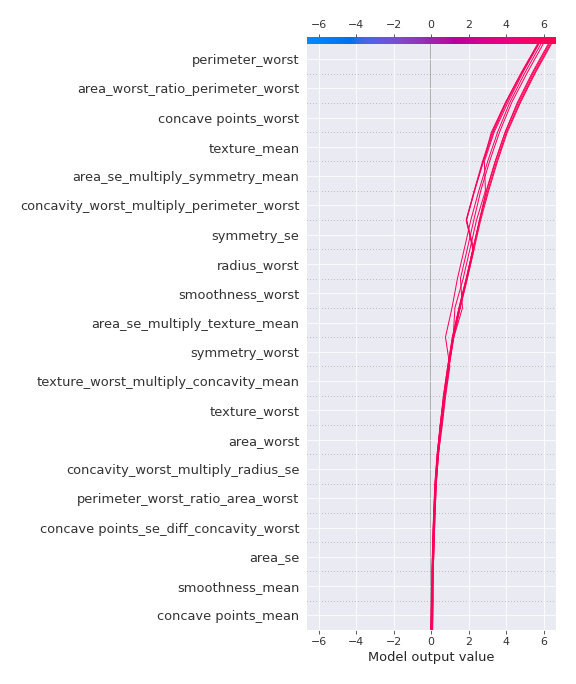 −6 −4 −2 0 2 4 6
perimeter_worst
area_worst_ratio_perimeter_worst
concave points_worst
texture_mean
area_se_multiply_symmetry_mean
concavity_worst_multiply_perimeter_worst
symmetry_se
radius_worst
smoothness_worst
area_se_multiply_texture_mean
symmetry_worst
texture_worst_multiply_concavity_mean
texture_worst
area_worst
concavity_worst_multiply_radius_se
perimeter_worst_ratio_area_worst
concave points_se_diff_concavity_worst
area_se
smoothness_mean
concave points_mean
−6 −4 −2 0 2 4 6
Model output value